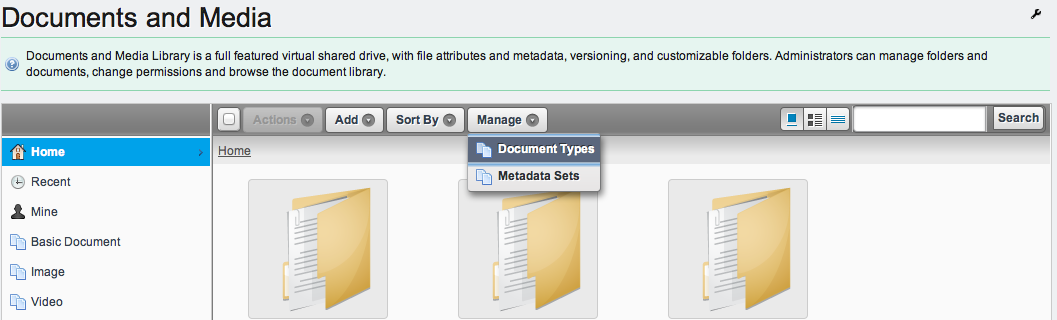 Documents and Media
Documents and Media Library is a full featured virtual shared drive, with file attributes and metadata, versioning, and customizable folders. Administrators can manage folders and
documents, change permissions and browse the document library.
Actions Add Sort By Manage Search
Home
Recent
Mine
Basic Document
Image
Video
Home
Document Types
Metadata Sets